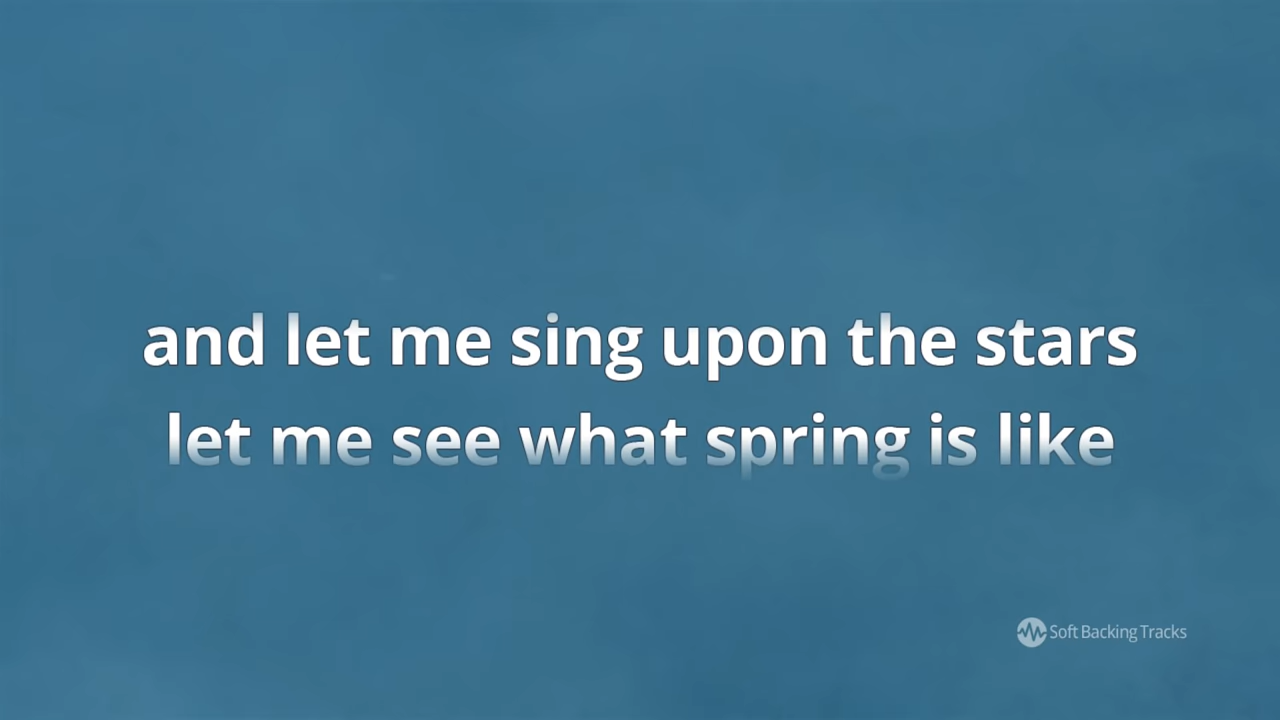 and let me sing upon the stars
let me see what spring is like
Soft Backing Tracks